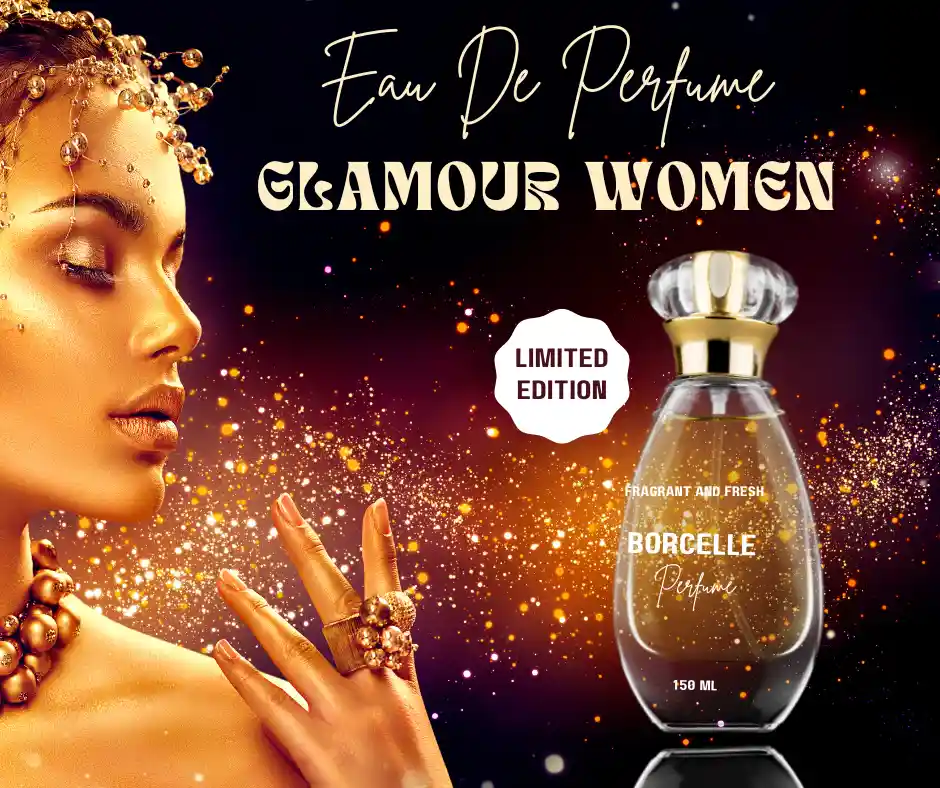 Eau De Perfume
GLAMOUR WOMEN
LIMITED
EDITION
FRAGRANT AND FRESH
BORCELLE
Perfume
150 ML